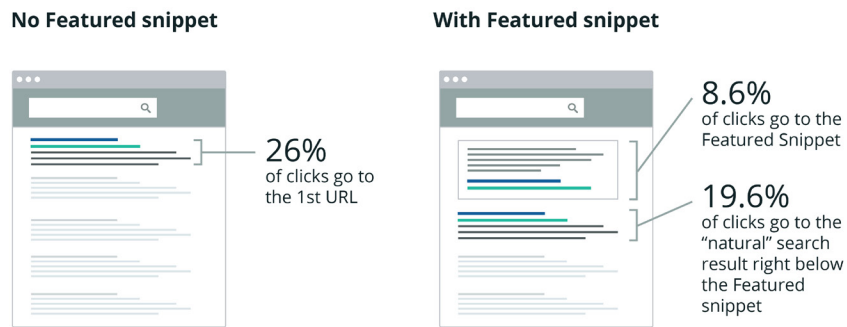 No Featured snippet
26%
of clicks go to
the 1st URL
With Featured snippet
8.6%
of clicks go to the
Featured Snippet
19.6%
of clicks go to the
“natural” search
result right below
the Featured
snippet